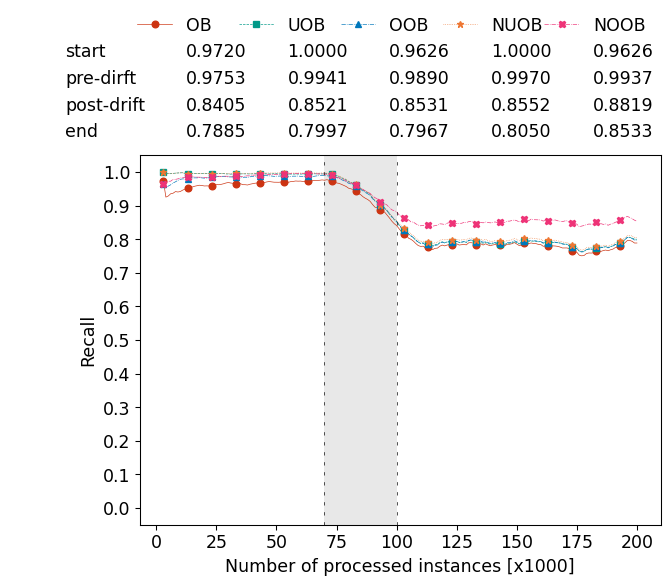 OB UOB OOB NUOB NOOB
start 0.9720 1.0000 0.9626 1.0000 0.9626
pre-dirft 0.9753 0.9941 0.9890 0.9970 0.9937
post-drift 0.8405 0.8521 0.8531 0.8552 0.8819
end 0.7885 0.7997 0.7967 0.8050 0.8533
1.0
0.9
0.8
0.7
0.6
0.5
0.4
0.3
0.2
0.1
0.0
Recall
0 25 50 75 100 125 150 175 200
Number of processed instances [x1000]